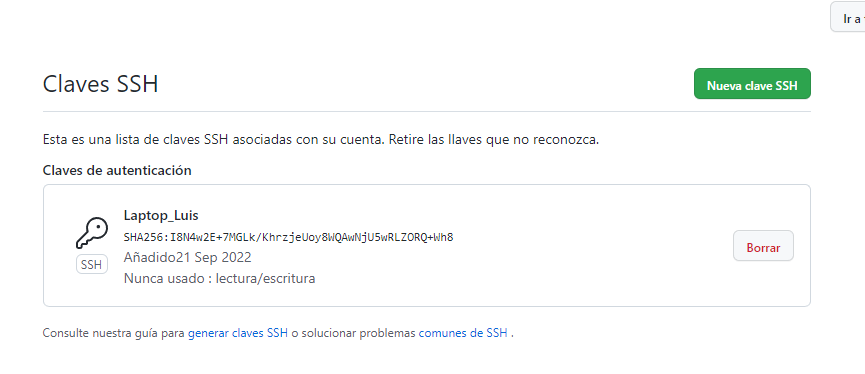 Ir a
Claves SSH
Nueva clave SSH
Esta es una lista de claves SSH asociadas con su cuenta. Retire las llaves que no reconozca.
Claves de autenticación
Laptop_Luis
SHA256:I8N4w2E+7MGLk/KhrzjeUoy8WQAwNjU5wRLZORQ+Wh8
SSH
Añadido21 Sep 2022
Nunca usado : lectura/escritura
Borrar
Consulte nuestra guía para generar claves SSH o solucionar problemas comunes de SSH .